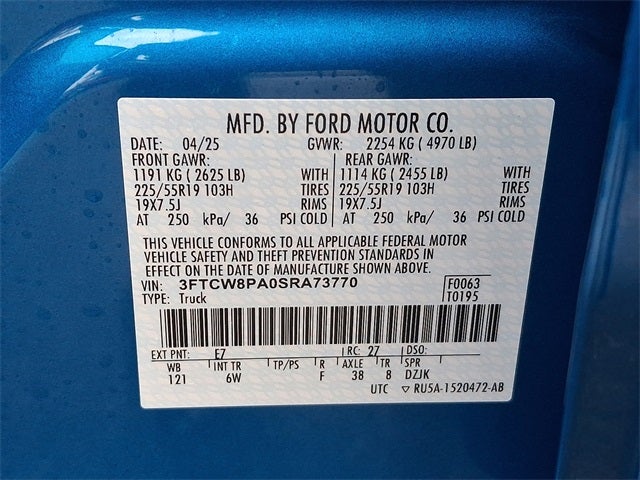 MFD. BY FORD MOTOR CO.
DATE: 04/25 GVWR: 2254 KG ( 4970 LB)
FRONT GAWR: REAR GAWR:
1191 KG ( 2625 LB) WITH 1114 KG ( 2455 LB) WITH
225/55R19 103H TIRES 225/55R19 103H TIRES
19X7.5J RIMS 19X7.5J RIMS
AT 250 kPa/ 36 PSI COLD AT 250 kPa/ 36 PSI COLD
THIS VEHICLE CONFORMS TO ALL APPLICABLE FEDERAL MOTOR
VEHICLE SAFETY AND THEFT PREVENTION STANDARDS IN
EFFECT ON THE DATE OF MANUFACTURE SHOWN ABOVE.
VIN: 3FTCW8PA0SRA73770 F0063
TYPE: Truck T0195
EXT PNT: E7 RC: 27 DSO:
WB INT TR TP/PS R AXLE TR SPR
121 6W F 38 8 DZJK
UTC ▽ RU5A-1520472-AB